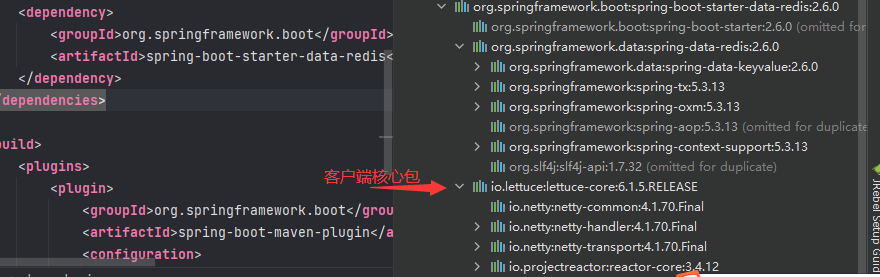 <dependency>
<groupId>org.springframework.boot</groupId>
<artifactId>spring-boot-starter-data-redis<
</dependency>
/dependencies>
build>
<plugins>
<plugin>
<groupId>org.springframework.boot</grou
<artifactId>spring-boot-maven-plugin</a
<configuration>
org.springframework.boot:spring-boot-starter-data-redis:2.6.0
org.springframework.boot:spring-boot-starter:2.6.0 (omitted for
org.springframework.data:spring-data-redis:2.6.0
org.springframework.data:spring-data-keyvalue:2.6.0
org.springframework:spring-tx:5.3.13
org.springframework:spring-oxm:5.3.13
org.springframework:spring-aop:5.3.13 (omitted for duplicate
org.springframework:spring-context-support:5.3.13
org.slf4j:slf4j-api:1.7.32 (omitted for duplicate)
客户端核心包
io.lettuce:lettuce-core:6.1.5.RELEASE
io.netty:netty-common:4.1.70.Final
io.netty:netty-handler:4.1.70.Final
io.netty:netty-transport:4.1.70.Final
io.projectreactor:reactor-core:3.4.12
JRebel Setup Guid